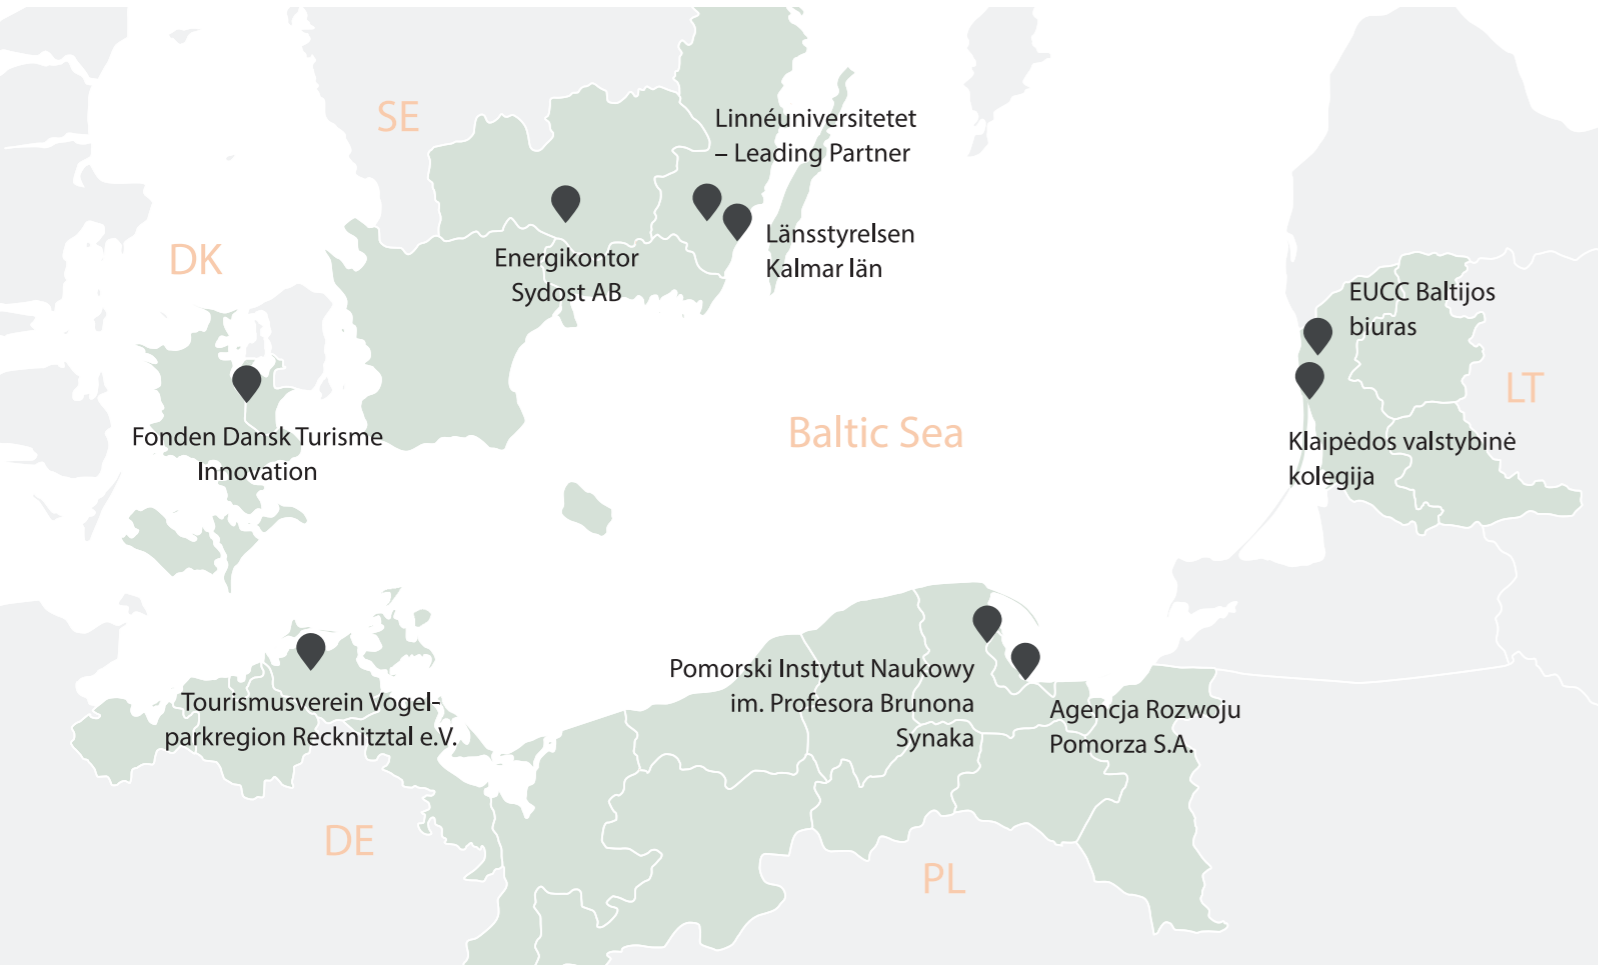 SE
Linnéuniversitetet
– Leading Partner
Länsstyrelsen
Kalmar län
Energikontor
Sydost AB
DK
EUCC Baltijos
biuras
LT
Baltic Sea
Fonden Dansk Turisme
Innovation
Klaipėdos valstybinė
kolegija
Pomorski Instytut Naukowy
im. Profesora Brunona
Synaka
Agencja Rozwoju
Pomorza S.A.
Tourismusverein Vogel-
parkregion Recknitztal e.V.
DE
PL